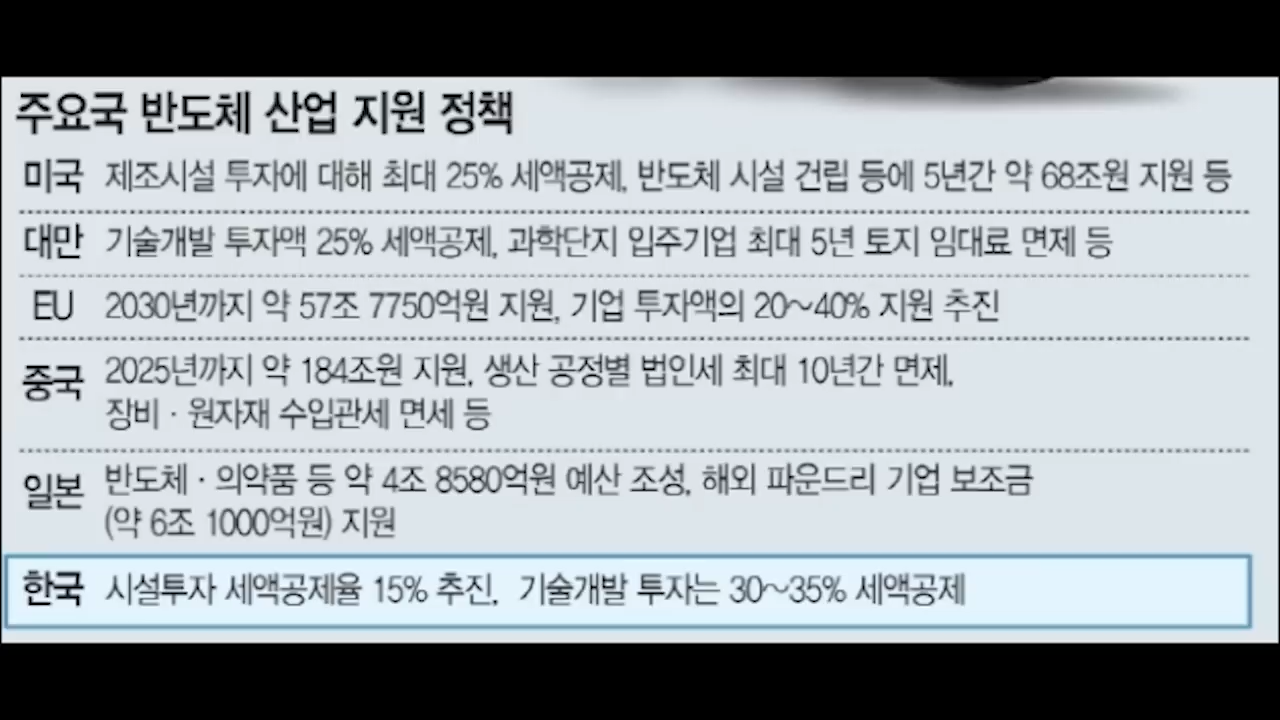 주요국 반도체 산업 지원 정책
미국 제조시설 투자에 대해 최대 25% 세액공제, 반도체 시설 건립 등에 5년간 약 68조원 지원 등
대만 기술개발 투자액 25% 세액공제, 과학단지 입주기업 최대 5년 토지 임대료 면제 등
EU 2030년까지 약 57조 7750억원 지원, 기업 투자액의 20~40% 지원 추진
중국 2025년까지 약 184조원 지원, 생산 공정별 법인세 최대 10년간 면제,
장비·원자재 수입관세 면세 등
일본 반도체·의약품 등 약 4조 8580억원 예산 조성, 해외 파운드리 기업 보조금
(약 6조 1000억원) 지원
한국 시설투자 세액공제율 15% 추진, 기술개발 투자는 30~35% 세액공제